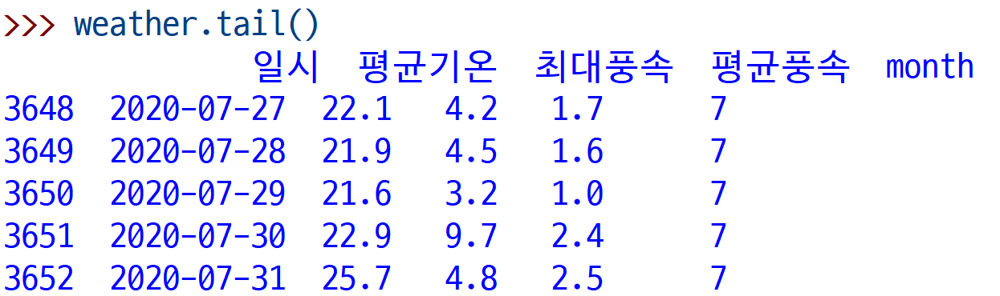 >>> weather.tail()
일시 평균기온 최대풍속 평균풍속 month
3648 2020-07-27 22.1 4.2 1.7 7
3649 2020-07-28 21.9 4.5 1.6 7
3650 2020-07-29 21.6 3.2 1.0 7
3651 2020-07-30 22.9 9.7 2.4 7
3652 2020-07-31 25.7 4.8 2.5 7